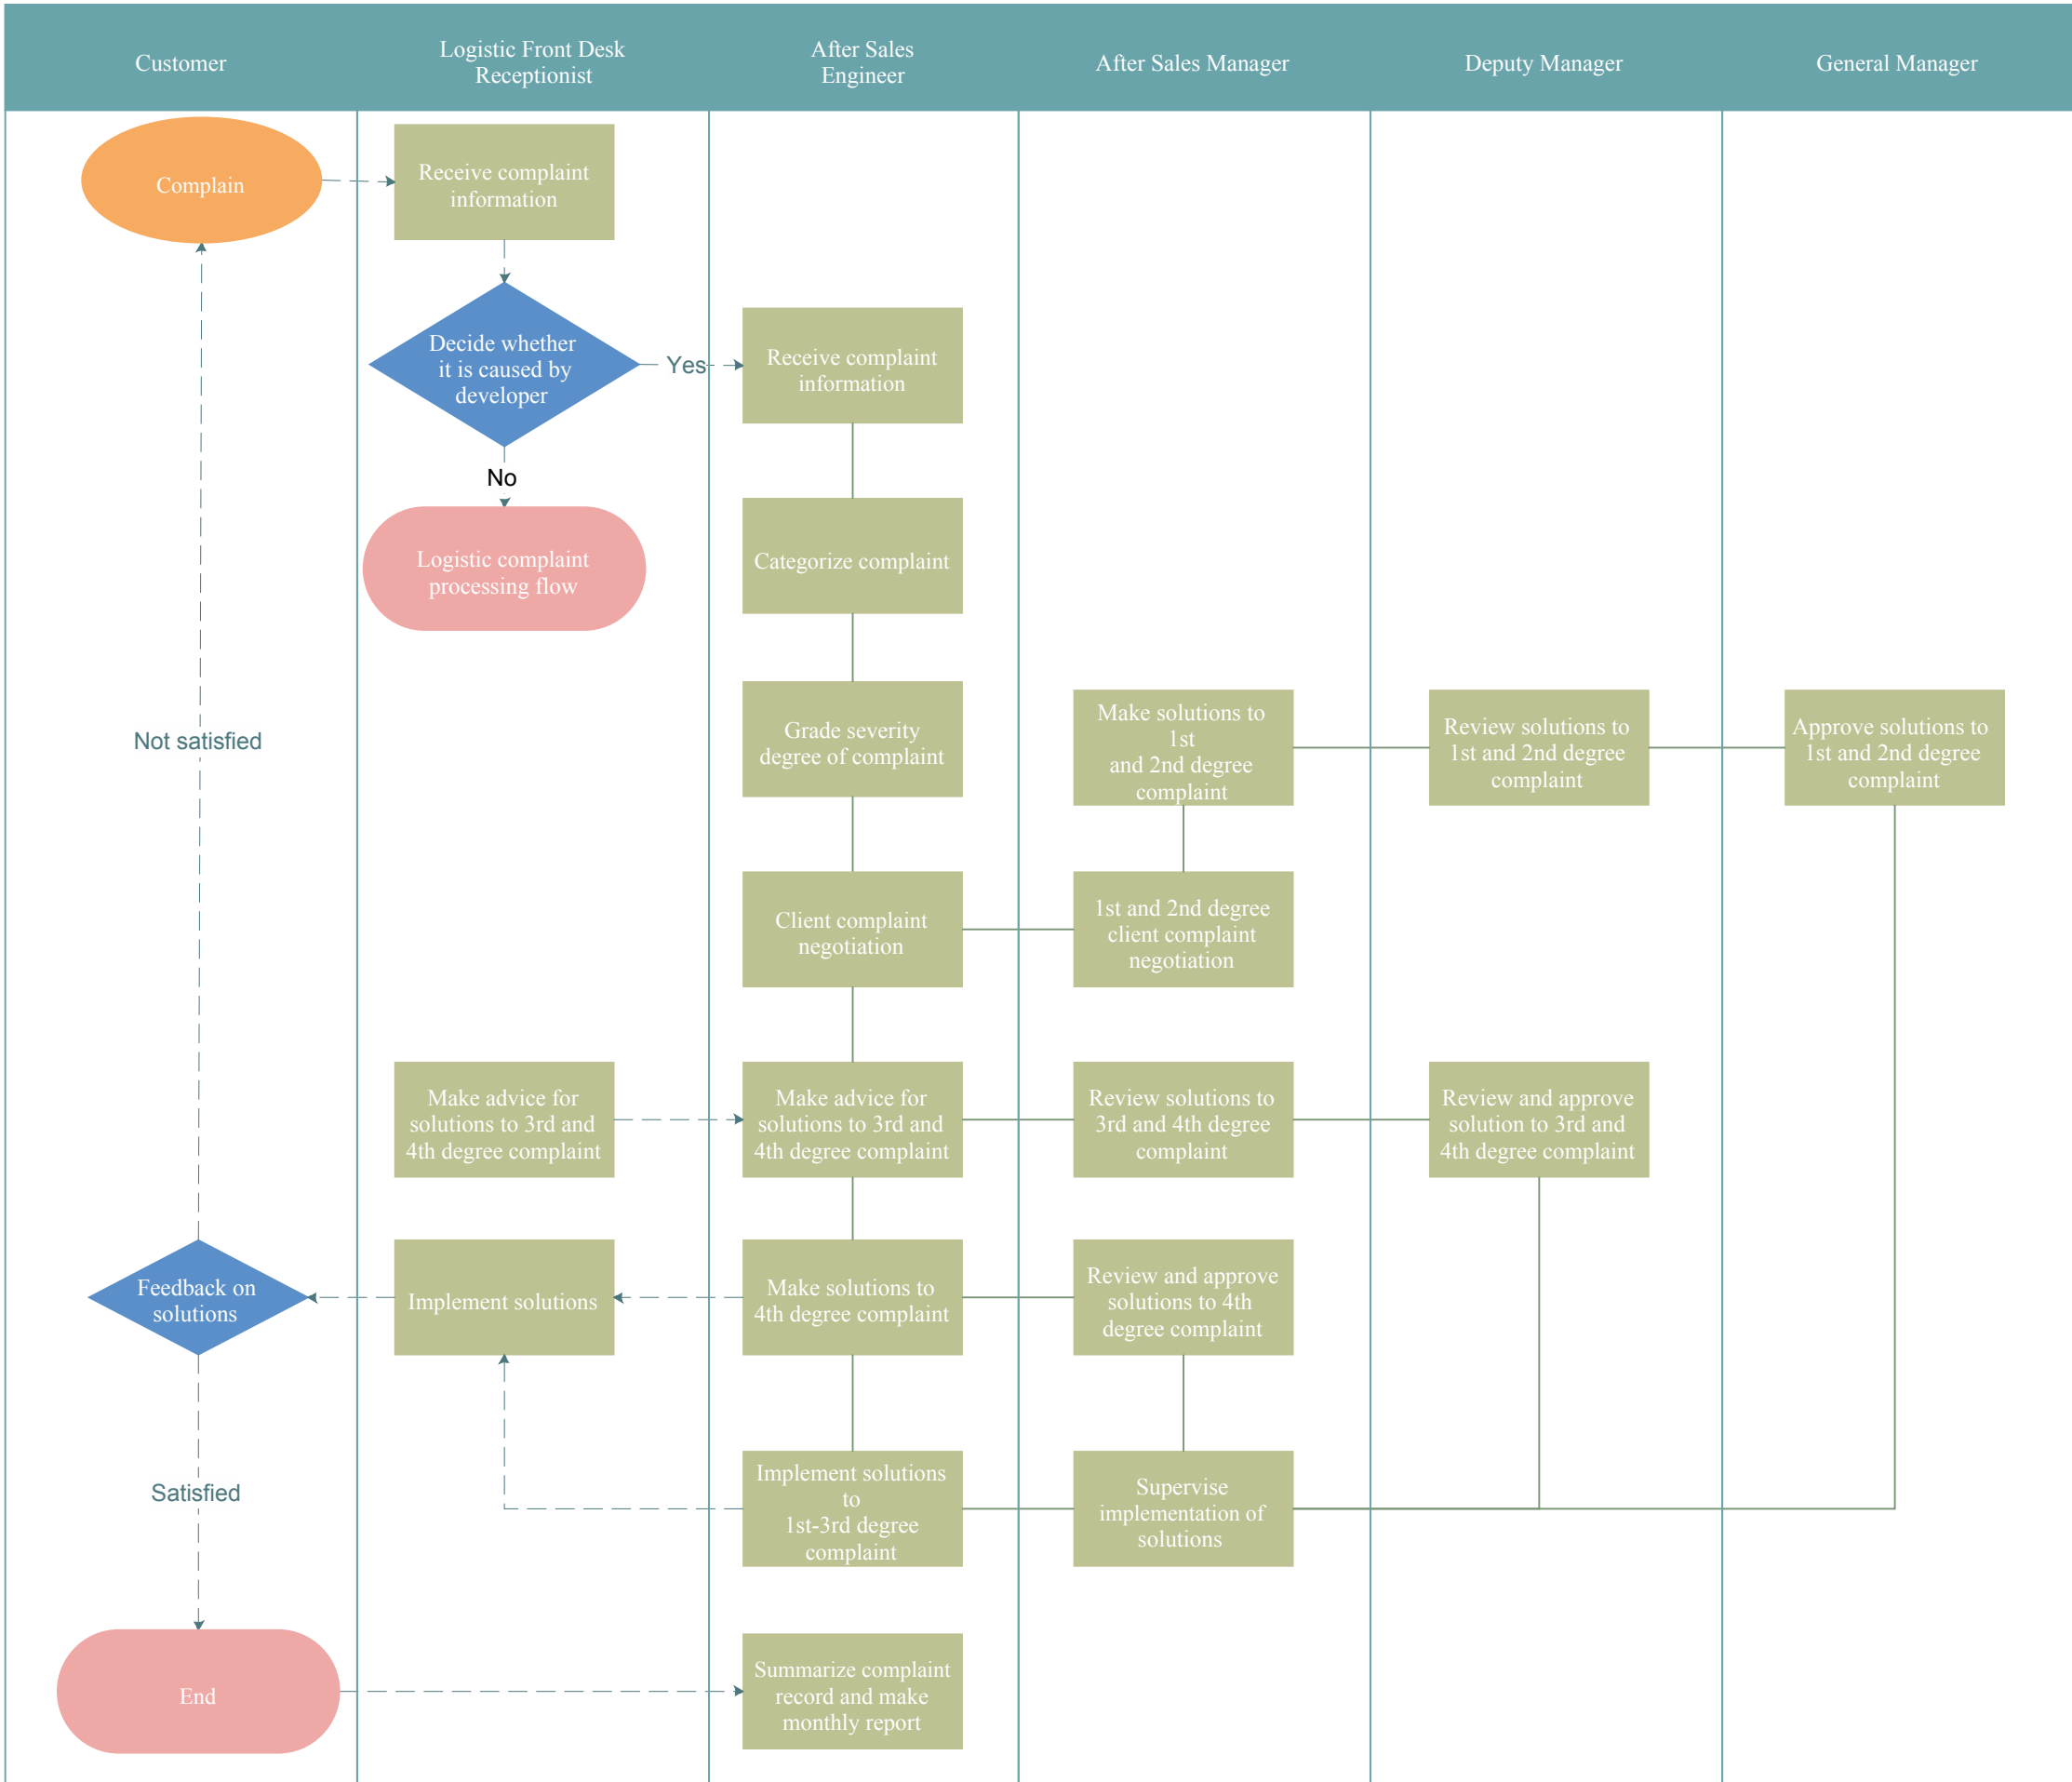 Customer
Logistic Front Desk
Receptionist
After Sales
Engineer
After Sales Manager
Deputy Manager
General Manager
Complain
Receive complaint
information
Decide whether
it is caused by
developer
Yes
Receive complaint
information
No
Logistic complaint
processing flow
Categorize complaint
Not satisfied
Grade severity
degree of complaint
Make solutions to
1st
and 2nd degree
complaint
Review solutions to
1st and 2nd degree
complaint
Approve solutions to
1st and 2nd degree
complaint
Client complaint
negotiation
1st and 2nd degree
client complaint
negotiation
Make advice for
solutions to 3rd and
4th degree complaint
Make advice for
solutions to 3rd and
4th degree complaint
Review solutions to
3rd and 4th degree
complaint
Review and approve
solution to 3rd and
4th degree complaint
Feedback on
solutions
Implement solutions
Make solutions to
4th degree complaint
Review and approve
solutions to 4th
degree complaint
Satisfied
Implement solutions
to
1st-3rd degree
complaint
Supervise
implementation of
solutions
End
Summarize complaint
record and make
monthly report